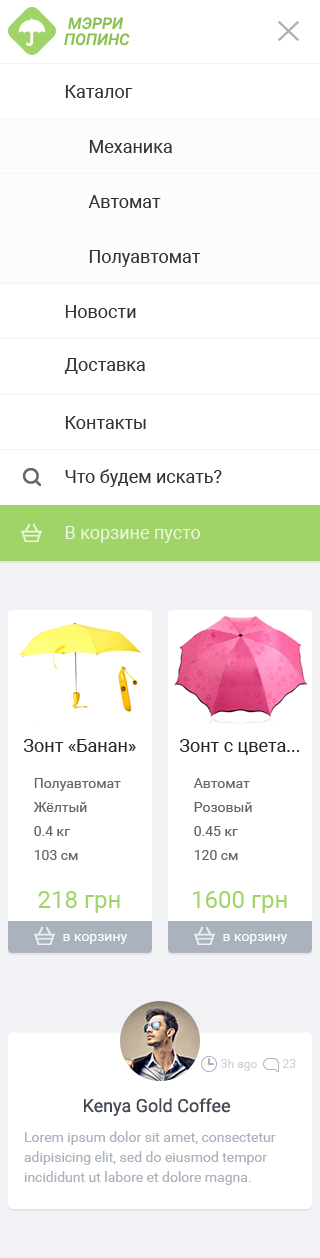 МЭРРИ
ПОПИНС
Каталог
Механика
Автомат
Полуавтомат
Новости
Доставка
Контакты
Что будем искать?
В корзине пусто
Зонт «Банан»
Полуавтомат
Жёлтый
0.4 кг
103 см
218 грн
в корзину
Зонт с цвета...
Автомат
Розовый
0.45 кг
120 см
1600 грн
в корзину
3h ago 23
Kenya Gold Coffee
Lorem ipsum dolor sit amet, consectetur
adipisicing elit, sed do eiusmod tempor
incididunt ut labore et dolore magna.